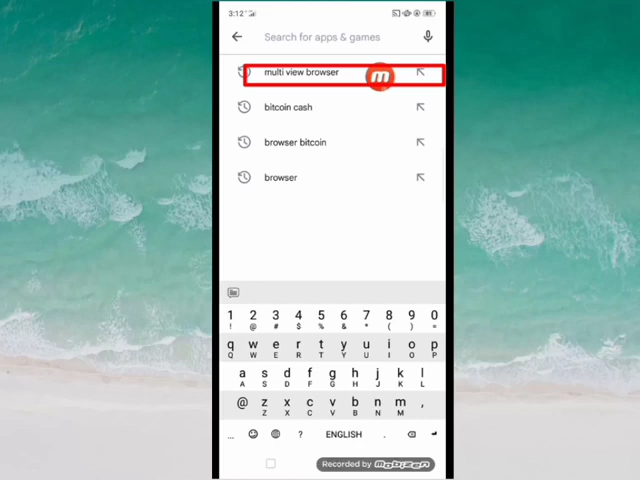 3:12
Search for apps & games
multi view browser
m
bitcoin cash
browser bitcoin
browser
1 2 3 4 5 6 7 8 9 0
! @ # $ % & * ( ) =
q w e r t y u i o p
Q W E R T Y U I O P
a s d f g h j k l
A S D F G H J K L
@ z x c v b n m ,
Z X C V B N M
... ? ENGLISH .
Recorded by mobizen